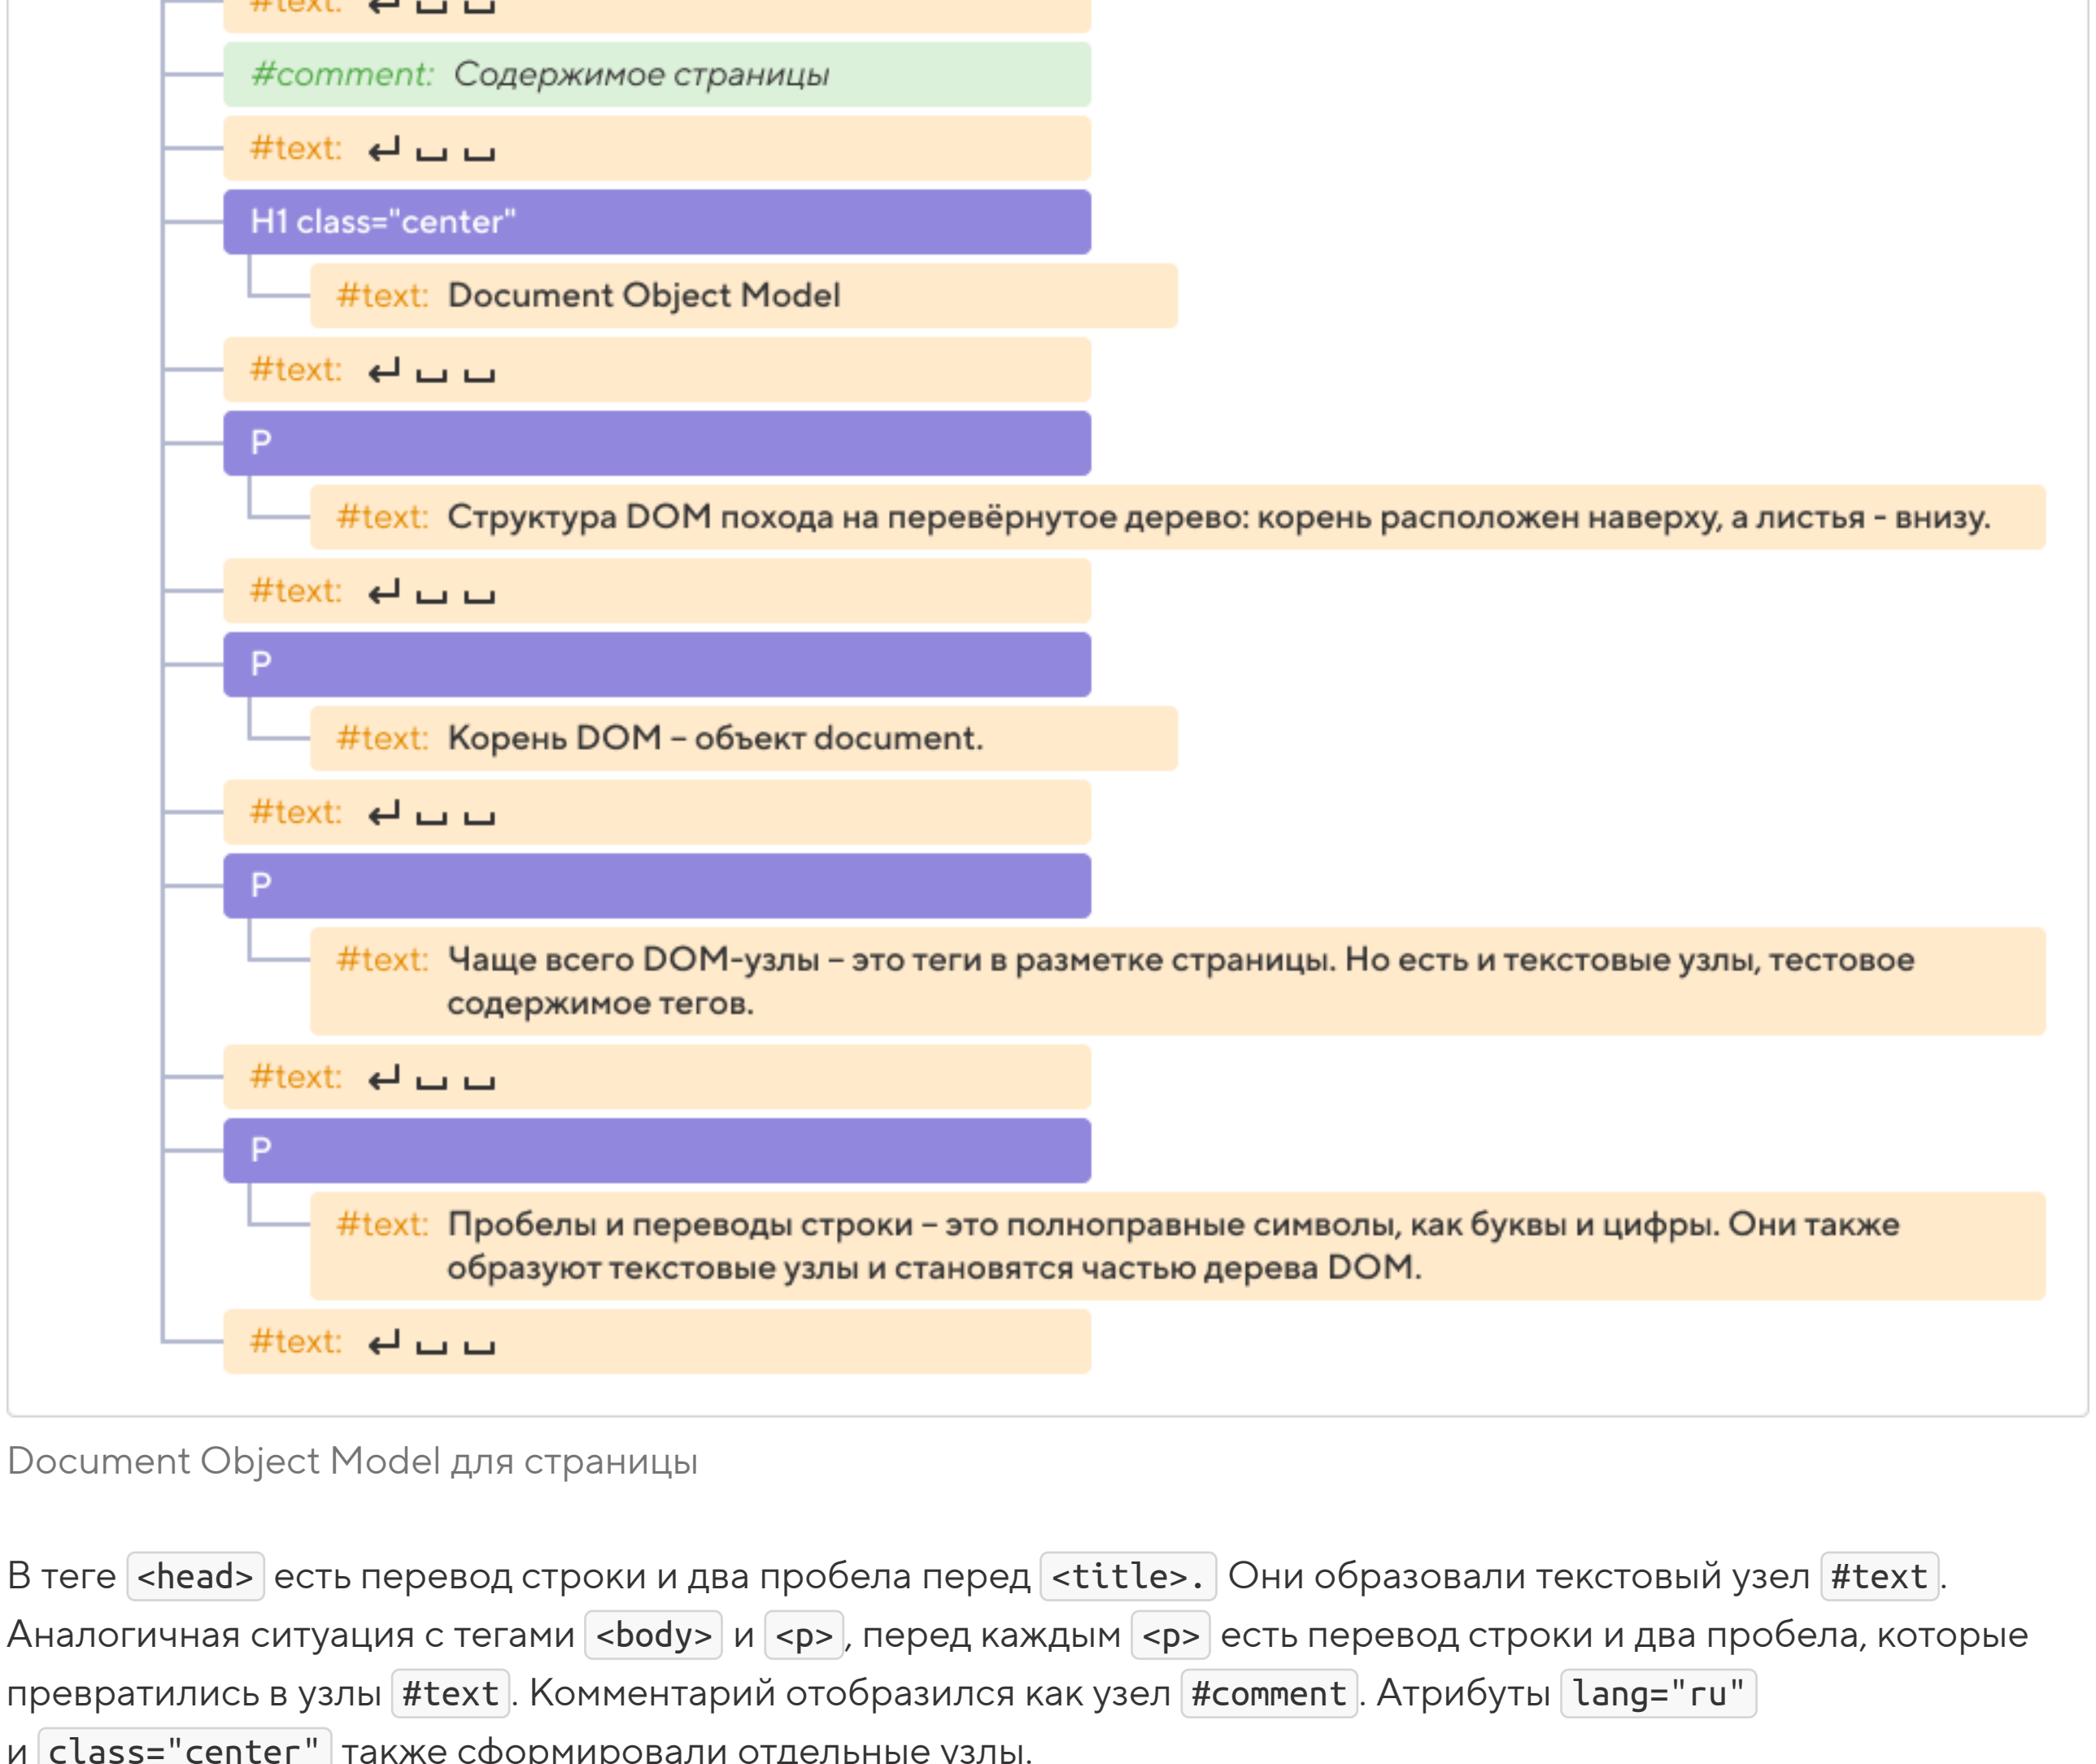 #text: ↵ ␣ ␣
#comment: Содержимое страницы
#text: ↵ ␣ ␣
H1 class="center"
#text: Document Object Model
#text: ↵ ␣ ␣
P
#text: Структура DOM похода на перевёрнутое дерево: корень расположен наверху, а листья - внизу.
#text: ↵ ␣ ␣
P
#text: Корень DOM – объект document.
#text: ↵ ␣ ␣
P
#text: Чаще всего DOM-узлы – это теги в разметке страницы. Но есть и текстовые узлы, тестовое
содержимое тегов.
#text: ↵ ␣ ␣
P
#text: Пробелы и переводы строки – это полноправные символы, как буквы и цифры. Они также
образуют текстовые узлы и становятся частью дерева DOM.
#text: ↵ ␣ ␣
Document Object Model для страницы
В теге <head> есть перевод строки и два пробела перед <title>. Они образовали текстовый узел #text.
Аналогичная ситуация с тегами <body> и <p>, перед каждым <p> есть перевод строки и два пробела, которые
превратились в узлы #text. Комментарий отобразился как узел #comment. Атрибуты lang="ru"
и class="center" также сформировали отдельные узлы.